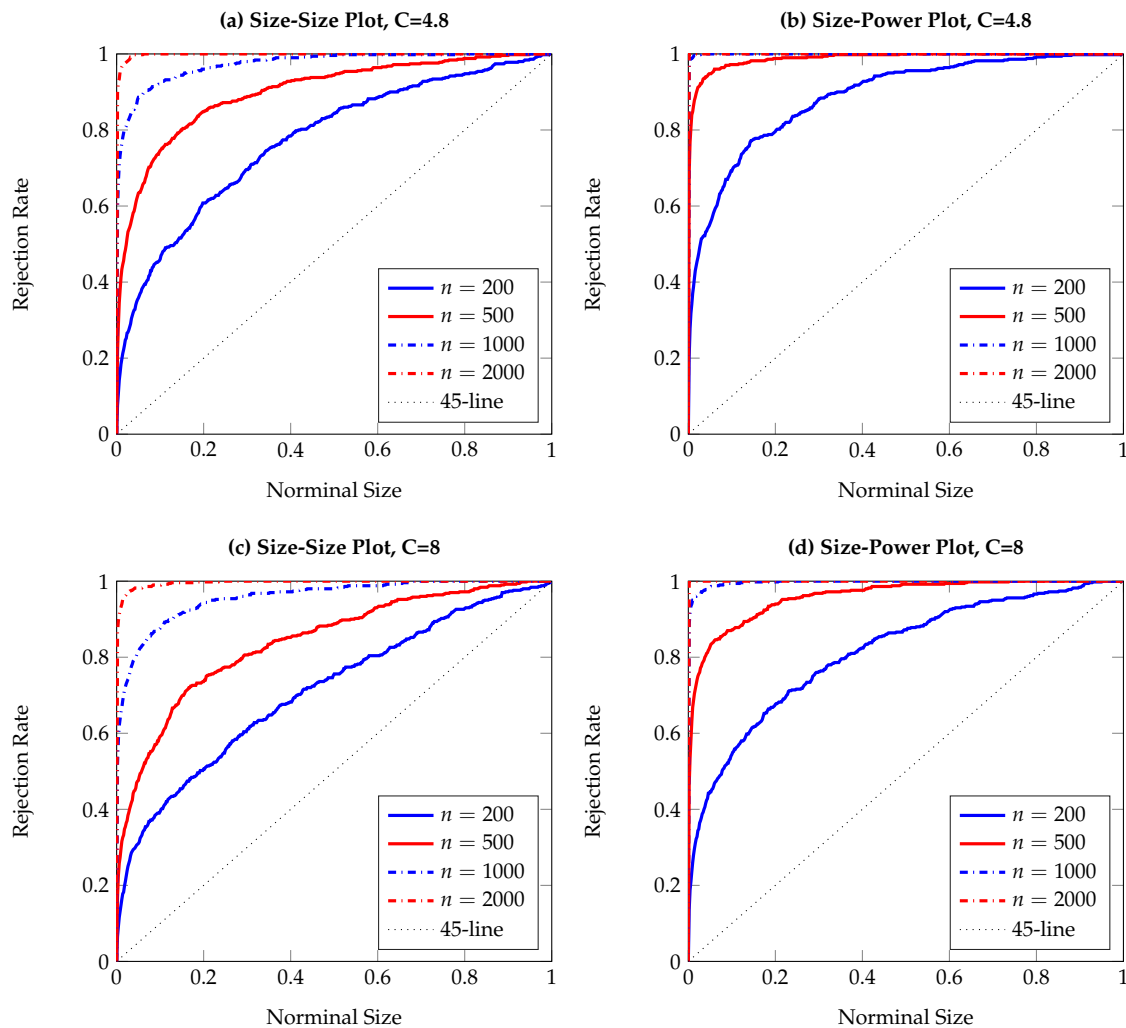 (a) Size-Size Plot, C=4.8
1
0.8
0.6
0.4
0.2
0
Rejection Rate
n = 200
n = 500
n = 1000
n = 2000
45-line
0 0.2 0.4 0.6 0.8 1
Norminal Size
(b) Size-Power Plot, C=4.8
1
0.8
0.6
0.4
0.2
0
Rejection Rate
n = 200
n = 500
n = 1000
n = 2000
45-line
0 0.2 0.4 0.6 0.8 1
Norminal Size
(c) Size-Size Plot, C=8
1
0.8
0.6
0.4
0.2
0
Rejection Rate
n = 200
n = 500
n = 1000
n = 2000
45-line
0 0.2 0.4 0.6 0.8 1
Norminal Size
(d) Size-Power Plot, C=8
1
0.8
0.6
0.4
0.2
0
Rejection Rate
n = 200
n = 500
n = 1000
n = 2000
45-line
0 0.2 0.4 0.6 0.8 1
Norminal Size